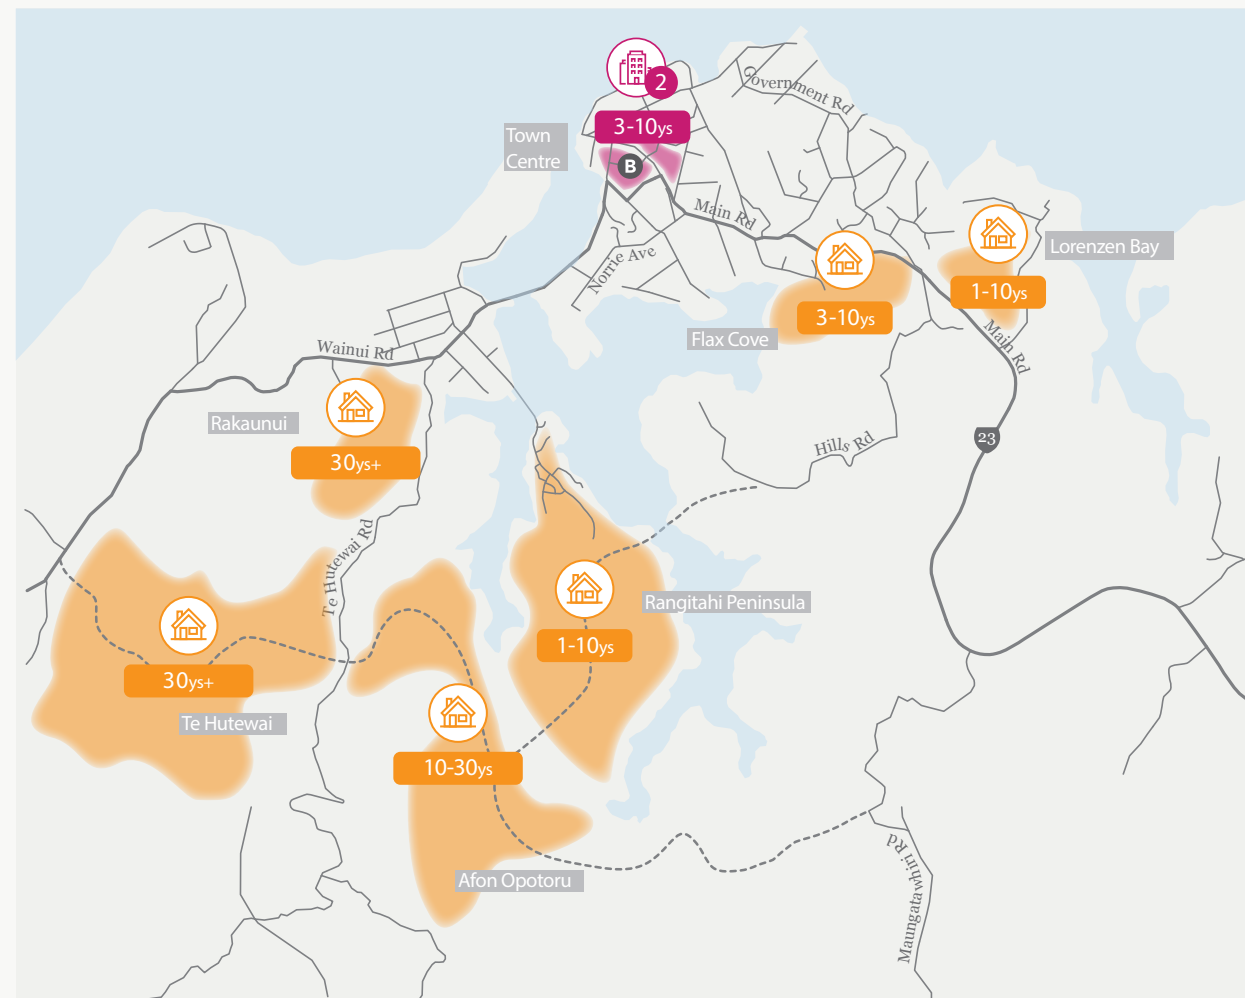 2
Government Rd
3-10ys
Town
Centre
B
Main Rd
Lorenzen Bay
Norrie Ave
1-10ys
3-10ys
Flax Cove
Main Rd
Wainui Rd
Rakaunui
Hills Rd
23
30ys+
Te Hutewai Rd
Rangitahi Peninsula
1-10ys
30ys+
Te Hutewai
10-30ys
Afon Opotoru
Maungatawhiri Rd